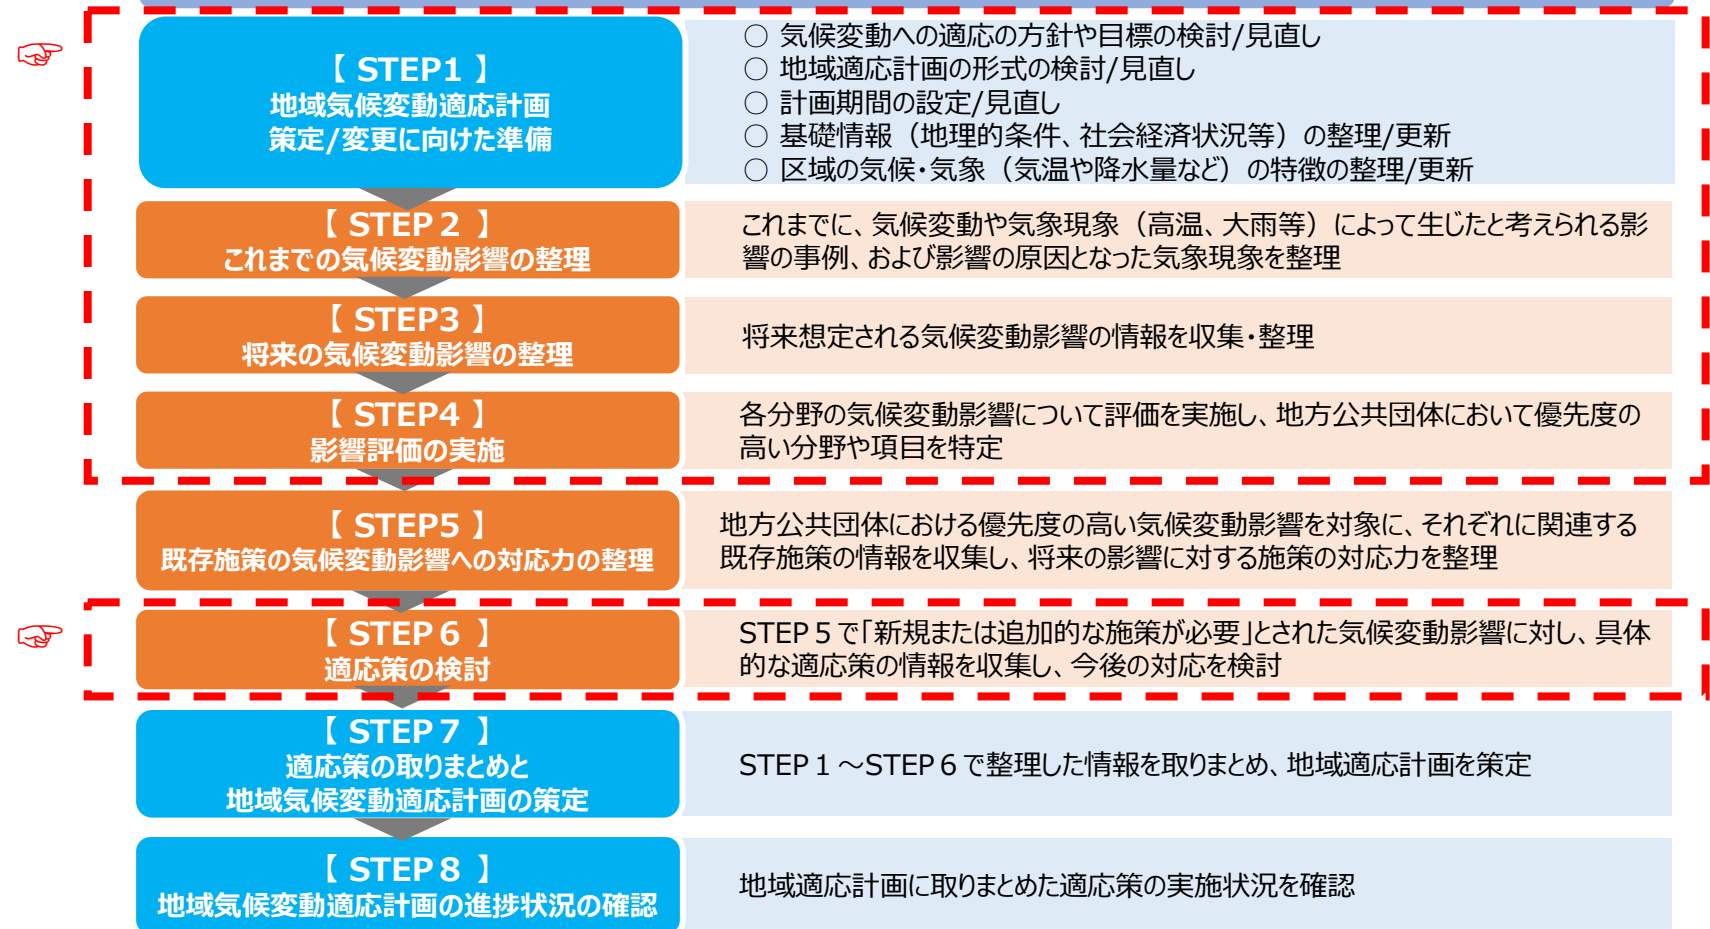 【 STEP1 】
地域気候変動適応計画
策定/変更に向けた準備
○ 気候変動への適応の方針や目標の検討/見直し
○ 地域適応計画の形式の検討/見直し
○ 計画期間の設定/見直し
○ 基礎情報（地理的条件、社会経済状況等）の整理/更新
○ 区域の気候・気象（気温や降水量など）の特徴の整理/更新
【 STEP２ 】
これまでの気候変動影響の整理
これまでに、気候変動や気象現象（高温、大雨等）によって生じたと考えられる影
響の事例、および影響の原因となった気象現象を整理
【 STEP3 】
将来の気候変動影響の整理
将来想定される気候変動影響の情報を収集・整理
【 STEP4 】
影響評価の実施
各分野の気候変動影響について評価を実施し、地方公共団体において優先度の
高い分野や項目を特定
【 STEP5 】
既存施策の気候変動影響への対応力の整理
地方公共団体における優先度の高い気候変動影響を対象に、それぞれに関連する
既存施策の情報を収集し、将来の影響に対する施策の対応力を整理
【 STEP６ 】
適応策の検討
STEP５で「新規または追加的な施策が必要」とされた気候変動影響に対し、具体
的な適応策の情報を収集し、今後の対応を検討
【 STEP７ 】
適応策の取りまとめと
地域気候変動適応計画の策定
STEP１～STEP６で整理した情報を取りまとめ、地域適応計画を策定
【 STEP８ 】
地域気候変動適応計画の進捗状況の確認
地域適応計画に取りまとめた適応策の実施状況を確認